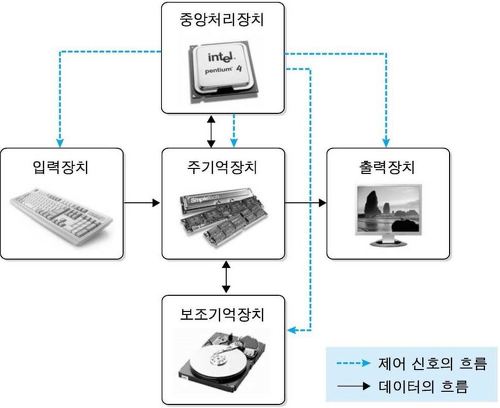 중앙처리장치
intel.
pentium 4
입력장치
주기억장치
출력장치
보조기억장치
제어 신호의 흐름
데이터의 흐름